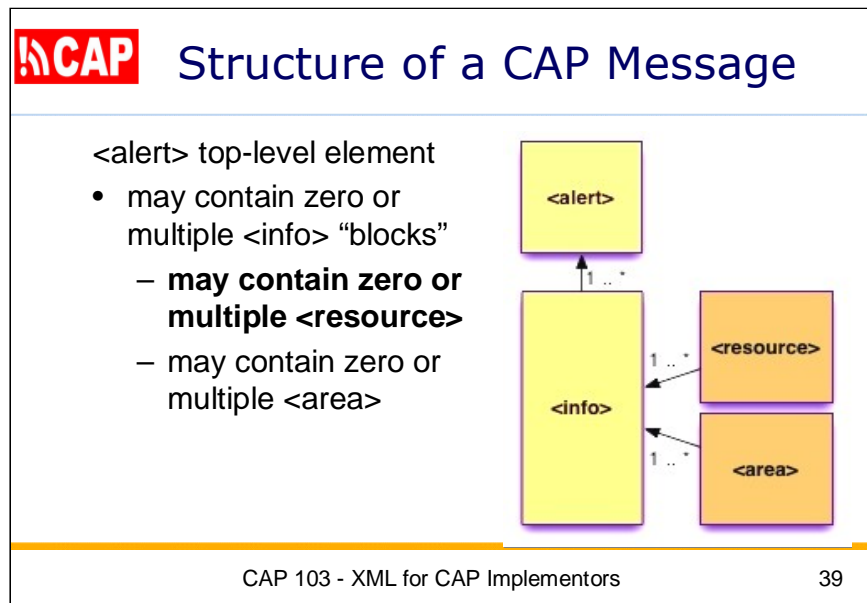 CAP
Structure of a CAP Message
<alert> top-level element
• may contain zero or
multiple <info> “blocks”
– may contain zero or
multiple <resource>
– may contain zero or
multiple <area>
<alert>
1 .. *
<info>
1 .. *
<resource>
1 .. *
<area>
CAP 103 - XML for CAP Implementors
39